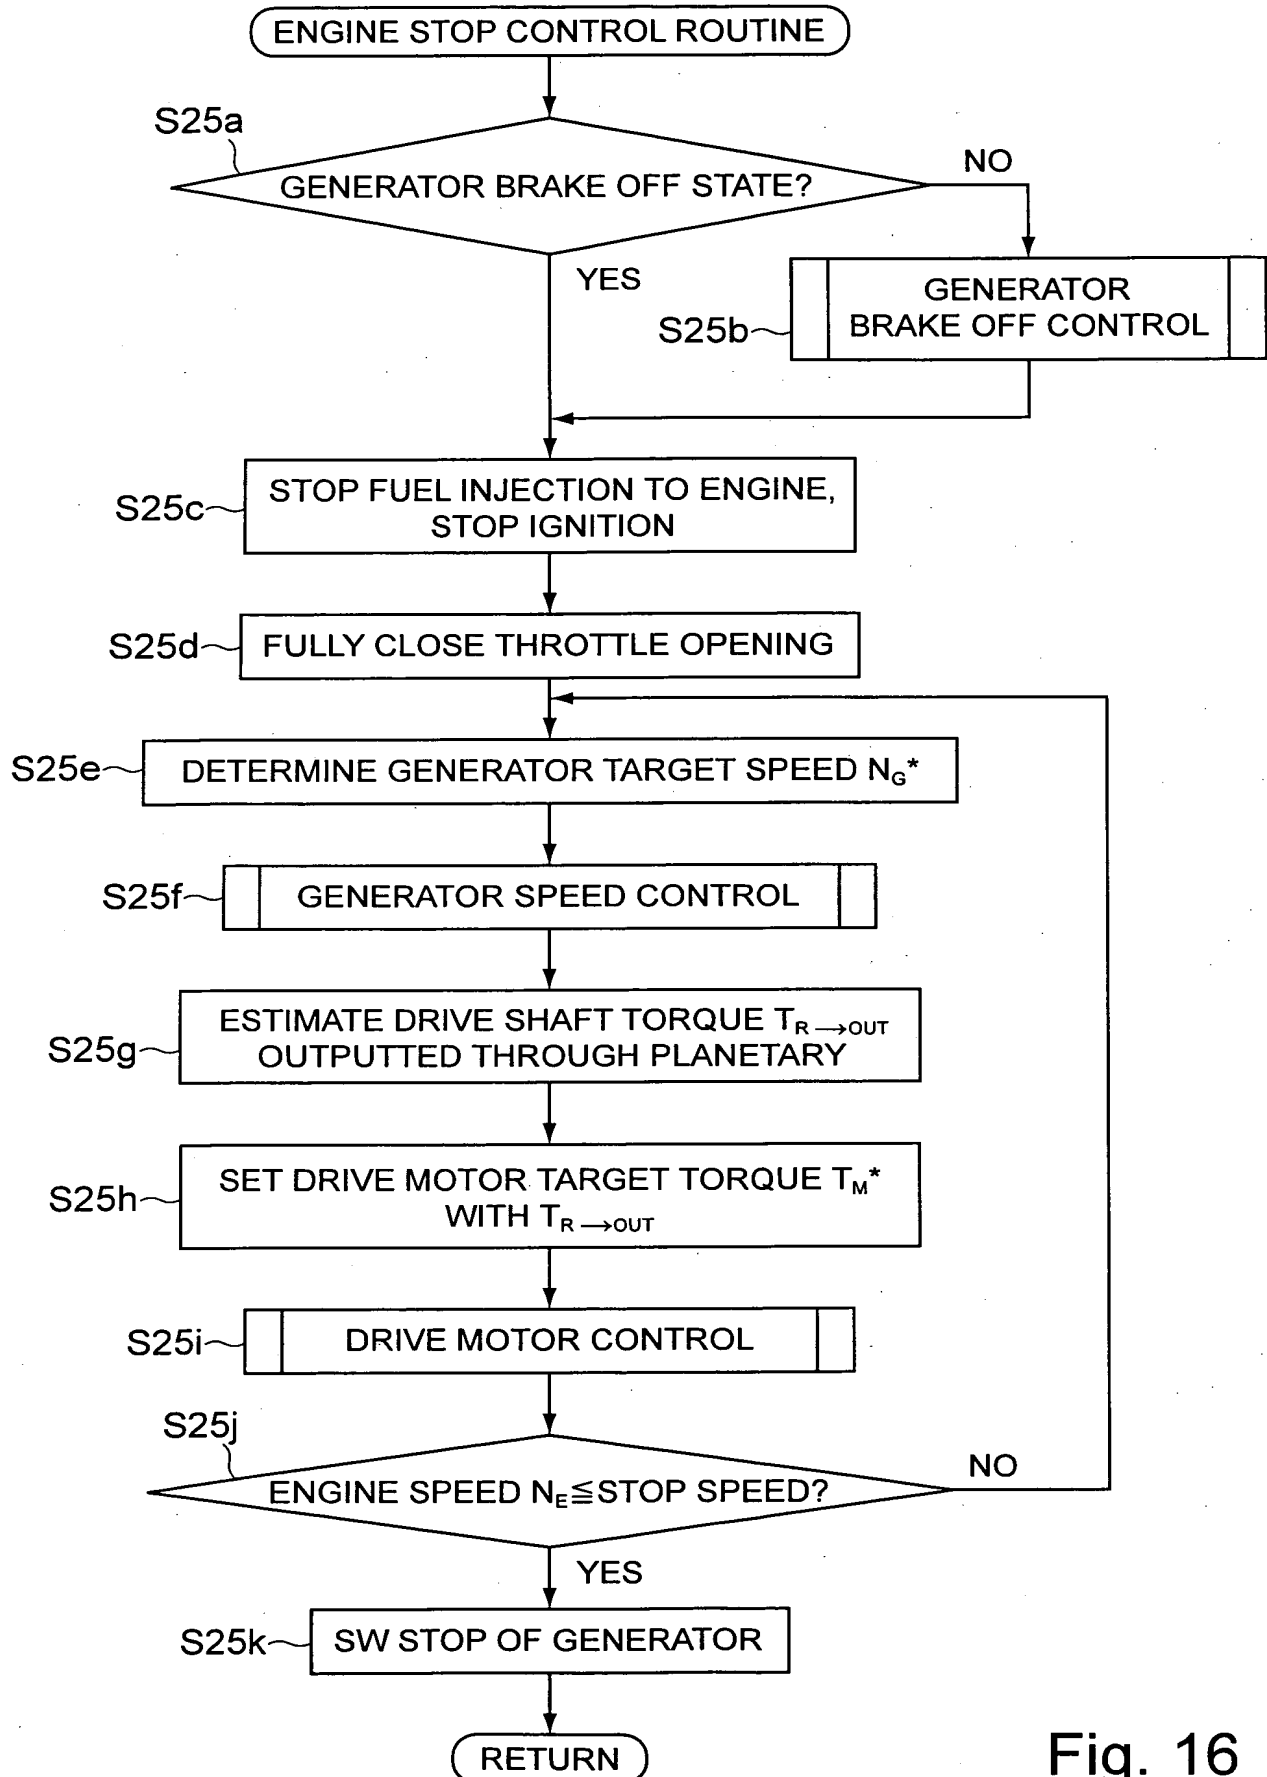 ENGINE STOP CONTROL ROUTINE
S25a
GENERATOR BRAKE OFF STATE?
NO
YES
GENERATOR
BRAKE OFF CONTROL
S25b
STOP FUEL INJECTION TO ENGINE,
STOP IGNITION
S25c
S25d
FULLY CLOSE THROTTLE OPENING
S25e
DETERMINE GENERATOR TARGET SPEED NG*
S25f
GENERATOR SPEED CONTROL
ESTIMATE DRIVE SHAFT TORQUE TR→OUT
OUTPUTTED THROUGH PLANETARY
S25g
SET DRIVE MOTOR TARGET TORQUE TM*
WITH TR→OUT
S25h
S25i
DRIVE MOTOR CONTROL
S25j
ENGINE SPEED NE≦STOP SPEED?
NO
YES
S25k
SW STOP OF GENERATOR
RETURN
Fig. 16